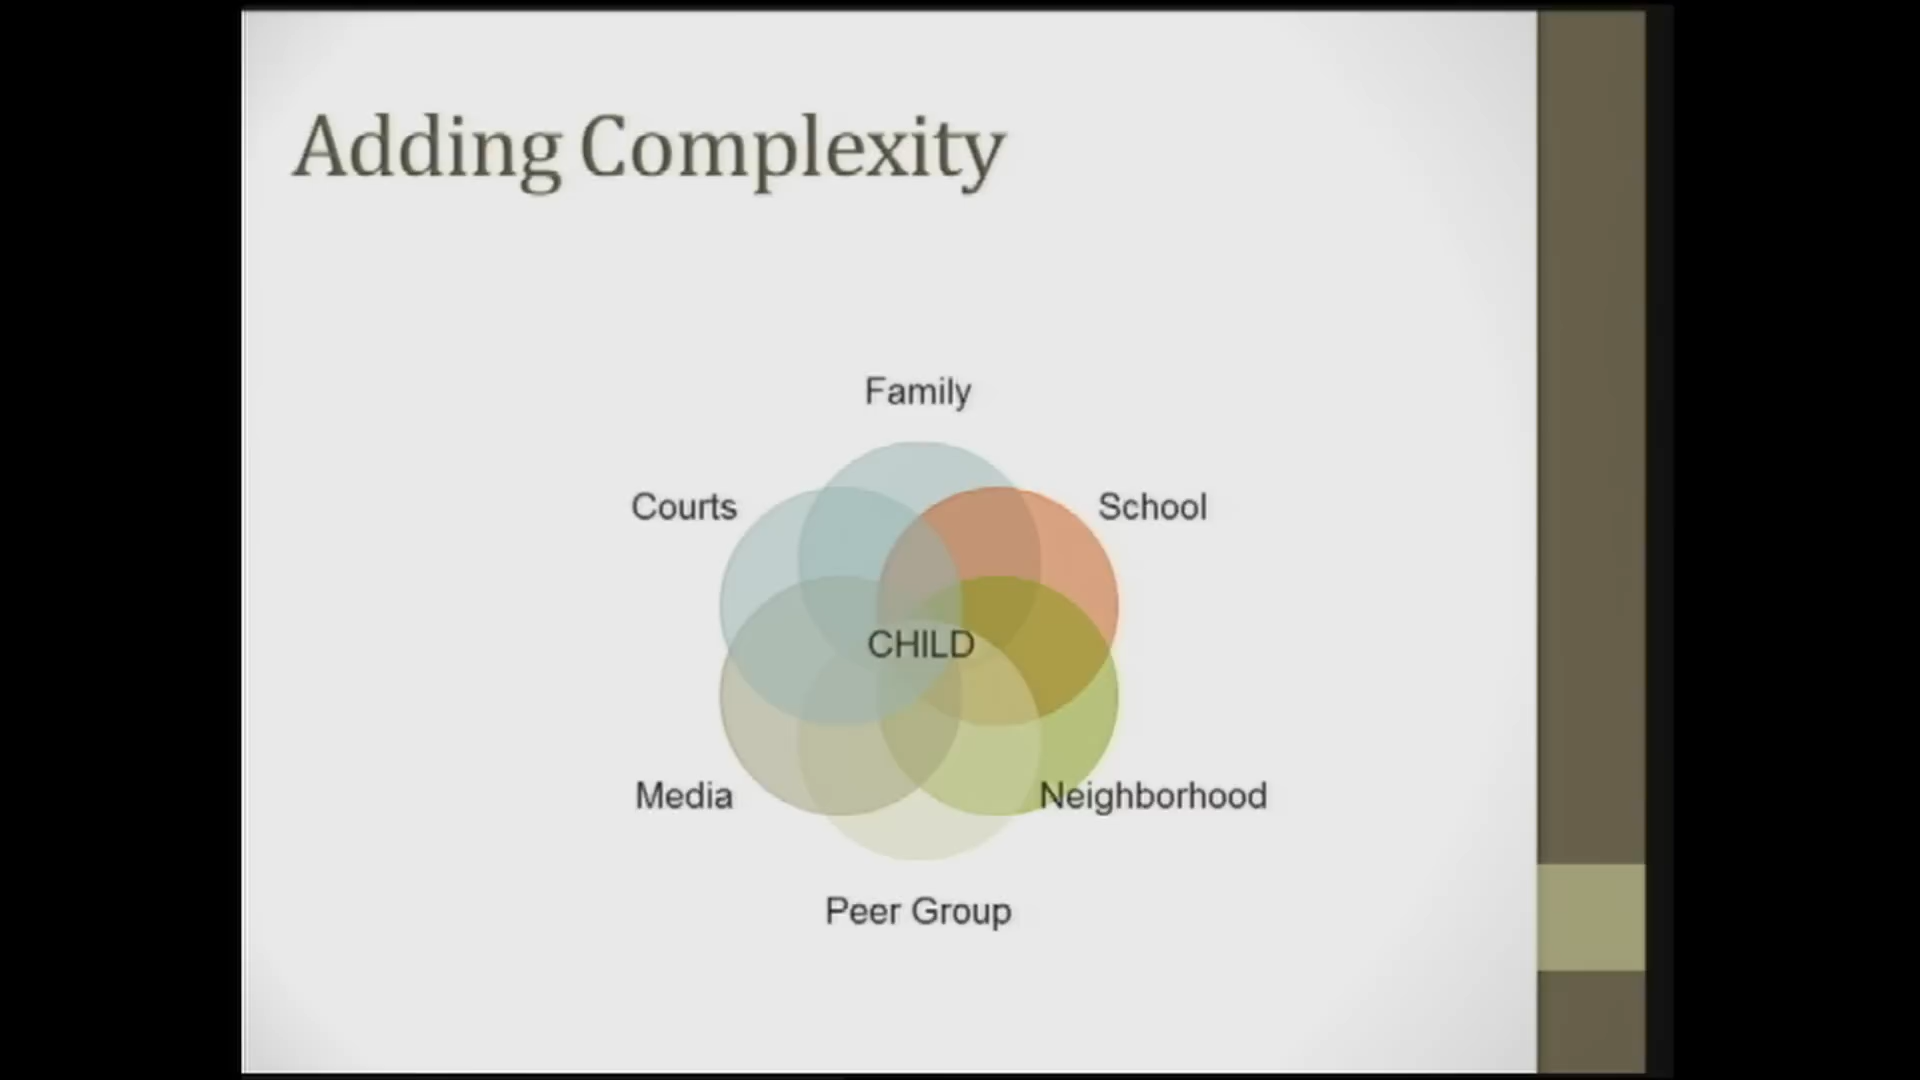 Adding Complexity
Family
Courts
School
CHILD
Media
Neighborhood
Peer Group